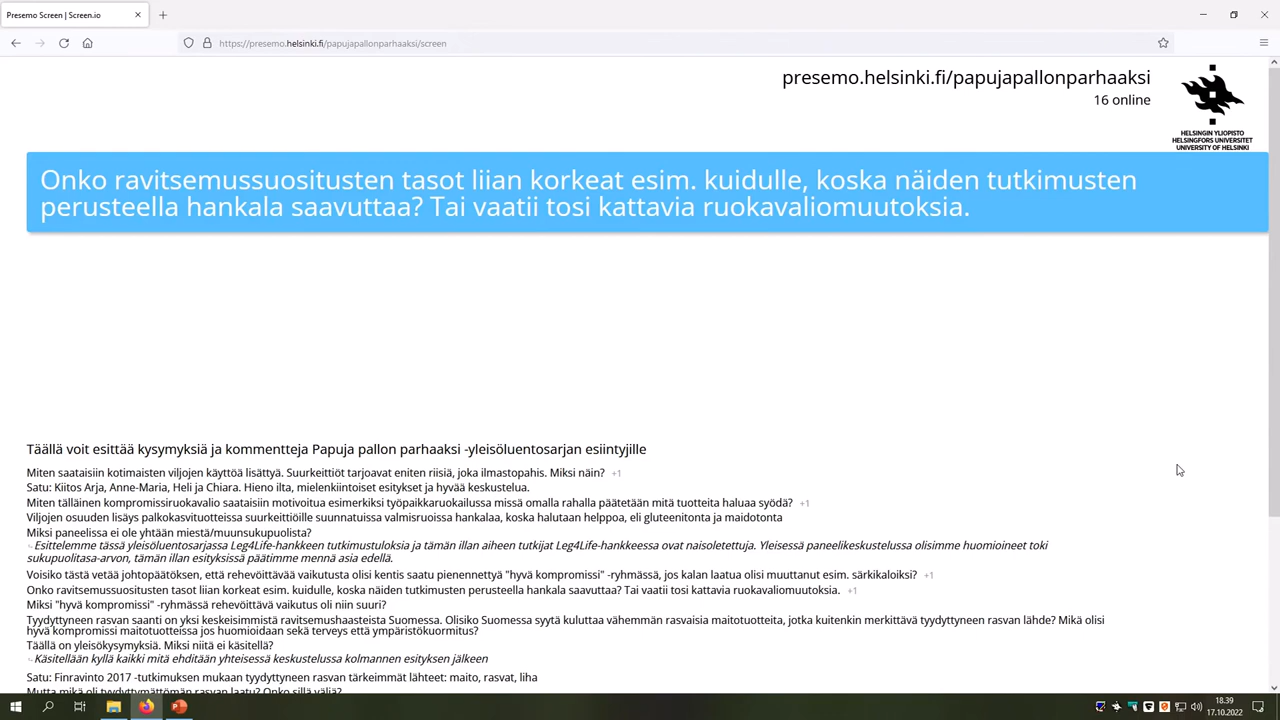 Presemo Screen | Screen.io
https://presemo.helsinki.fi/papujapallonparhaaksi/screen
presemo.helsinki.fi/papujapallonparhaaksi
16 online
HELSINGIN YLIOPISTO
HELSINGFORS UNIVERSITET
UNIVERSITY OF HELSINKI
Onko ravitsemussuositusten tasot liian korkeat esim. kuidulle, koska näiden tutkimusten
perusteella hankala saavuttaa? Tai vaatii tosi kattavia ruokavaliomuutoksia.
Täällä voit esittää kysymyksiä ja kommentteja Papuja pallon parhaaksi -yleisöluentosarjan esiintyjille
Miten saataisiin kotimaisten viljojen käyttöä lisättyä. Suurkeittiöt tarjoavat eniten riisiä, joka ilmastopahis. Miksi näin? +1
Satu: Kiitos Arja, Anne-Maria, Heli ja Chiara. Hieno ilta, mielenkiintoiset esitykset ja hyvää keskustelua.
Miten tälläinen kompromissiruokavalio saataisiin motivoitua esimerkiksi työpaikkaruokailussa missä omalla rahalla päätetään mitä tuotteita haluaa syödä? +1
Viljojen osuuden lisäys palkokasvituotteissa suurkeittiöille suunnatuissa valmisruoissa hankalaa, koska halutaan helppoa, eli gluteenitonta ja maidotonta
Miksi paneelissa ei ole yhtään miestä/muunsukupuolista?
Esittelemme tässä yleisöluentosarjassa Leg4Life-hankkeen tutkimustuloksia ja tämän illan aiheen tutkijat Leg4Life-hankkeessa ovat naisoletettuja. Yleisessä paneelikeskustelussa olisimme huomioineet toki
sukupuolitasa-arvon, tämän illan esityksissä päätimme mennä asia edellä.
Voisiko tästä vetää johtopäätöksen, että rehevöittävää vaikutusta olisi kentis saatu pienennettyä "hyvä kompromissi" -ryhmässä, jos kalan laatua olisi muuttanut esim. särkikaloiksi? +1
Onko ravitsemussuositusten tasot liian korkeat esim. kuidulle, koska näiden tutkimusten perusteella hankala saavuttaa? Tai vaatii tosi kattavia ruokavaliomuutoksia. +1
Miksi "hyvä kompromissi" -ryhmässä rehevöittävä vaikutus oli niin suuri?
Tyydyttyneen rasvan saanti on yksi keskeisimmistä ravitsemushaasteista Suomessa. Olisiko Suomessa syytä kuluttaa vähemmän rasvaisia maitotuotteita, jotka kuitenkin merkittävä tyydyttyneen rasvan lähde? Mikä olisi
hyvä kompromissi maitotuotteissa jos huomioidaan sekä terveys että ympäristökuormitus?
Täällä on yleisökysymyksiä. Miksi niitä ei käsitellä?
Käsitellään kyllä kaikki mitä ehditään yhteisessä keskustelussa kolmannen esityksen jälkeen
Satu: Finravinto 2017 -tutkimuksen mukaan tyydyttyneen rasvan tärkeimmät lähteet: maito, rasvat, liha
Mutta mikä oli tyydyttymättömän rasvan laatu? Onko sillä väliä?
18.39
17.10.2022